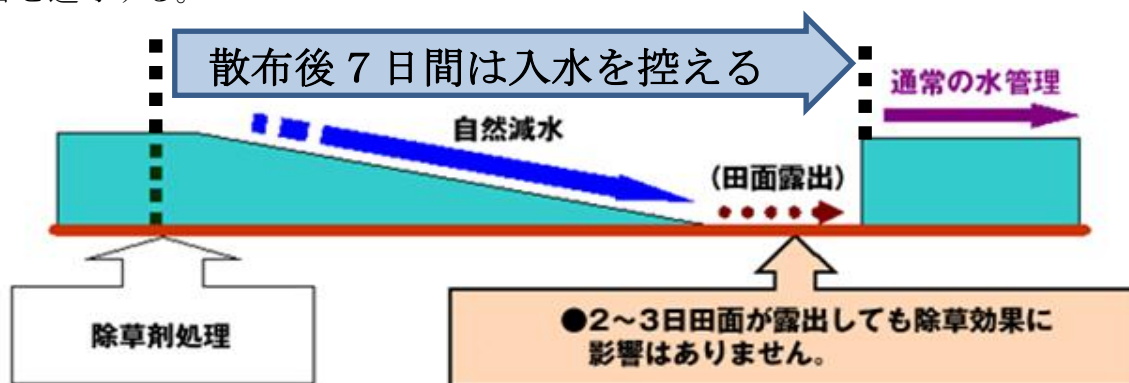 散布後7日間は入水を控える
通常の水管理
自然減水
(田面露出)
除草剤処理
●2～3日田面が露出しても除草効果に
影響はありません。